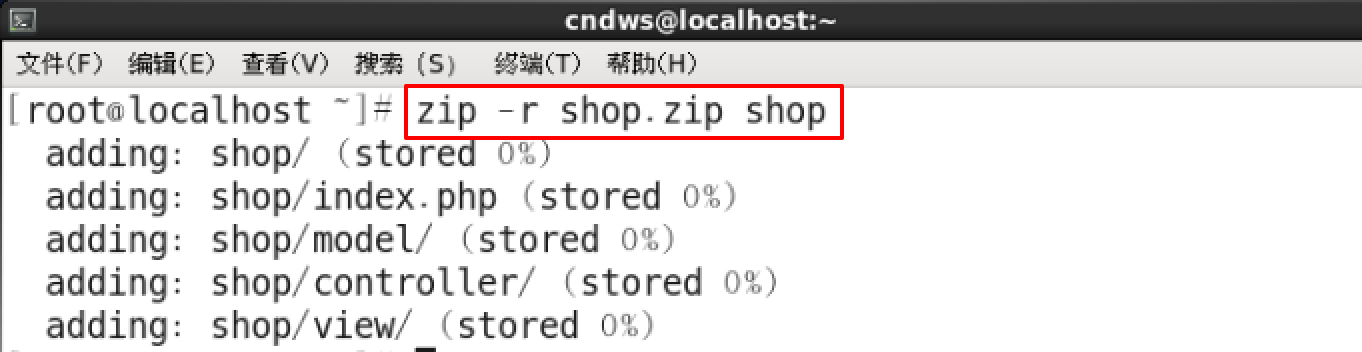 cndws@localhost:~
文件(F) 编辑(E) 查看(V) 搜索 (S) 终端(T) 帮助(H)
[root@localhost ~]# zip -r shop.zip shop
adding: shop/ (stored 0%)
adding: shop/index.php (stored 0%)
adding: shop/model/ (stored 0%)
adding: shop/controller/ (stored 0%)
adding: shop/view/ (stored 0%)